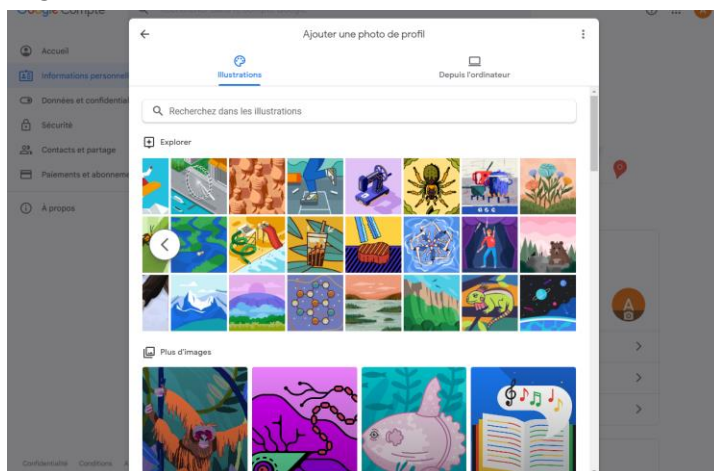 Google Compte
Ajouter une photo de profil
Accueil
Illustrations
Depuis l'ordinateur
Informations personnell
Données et confidential
Recherchez dans les illustrations
Sécurité
Explorer
Contacts et partage
Paiements et abonneme
À propos
Plus d'images
Confidentialité Conditions A